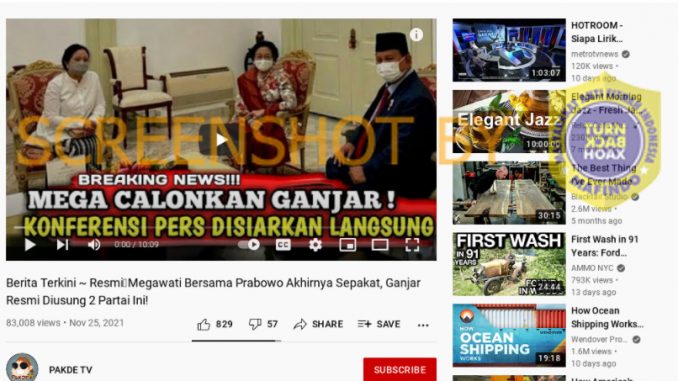 SCREENSHOT BY
BREAKING NEWS!!!
MEGA CALONKAN GANJAR !
KONFERENSI PERS DISIARKAN LANGSUNG
0:00 / 10:09
CC
Berita Terkini ~ Resmi Megawati Bersama Prabowo Akhirnya Sepakat, Ganjar
Resmi Diusung 2 Partai Ini!
83,008 views • Nov 25, 2021
829
57
SHARE
SAVE
PAKDE TV
SUBSCRIBE
1:03:07
HOTROOM -
Siapa Lirik...
metrotvnews
120K views •
10 days ago
Elegant Jazz
10:00:00
Elegant Morning
Jazz - Fresh Ja...
TURN
BACK
HOAX
INDONESIA
30:15
The Best Thing
I've Ever Made
Blacktail Studio
2.6M views •
5 months ago
FIRST WASH
IN 91
YEARS
24:44
First Wash in 91
Years: Ford...
AMMO NYC
793K views •
13 days ago
HOW
OCEAN
SHIPPING
WORKS
19:18
How Ocean
Shipping Works...
Wendover Pro...
1.6M views •
10 days ago
How America's